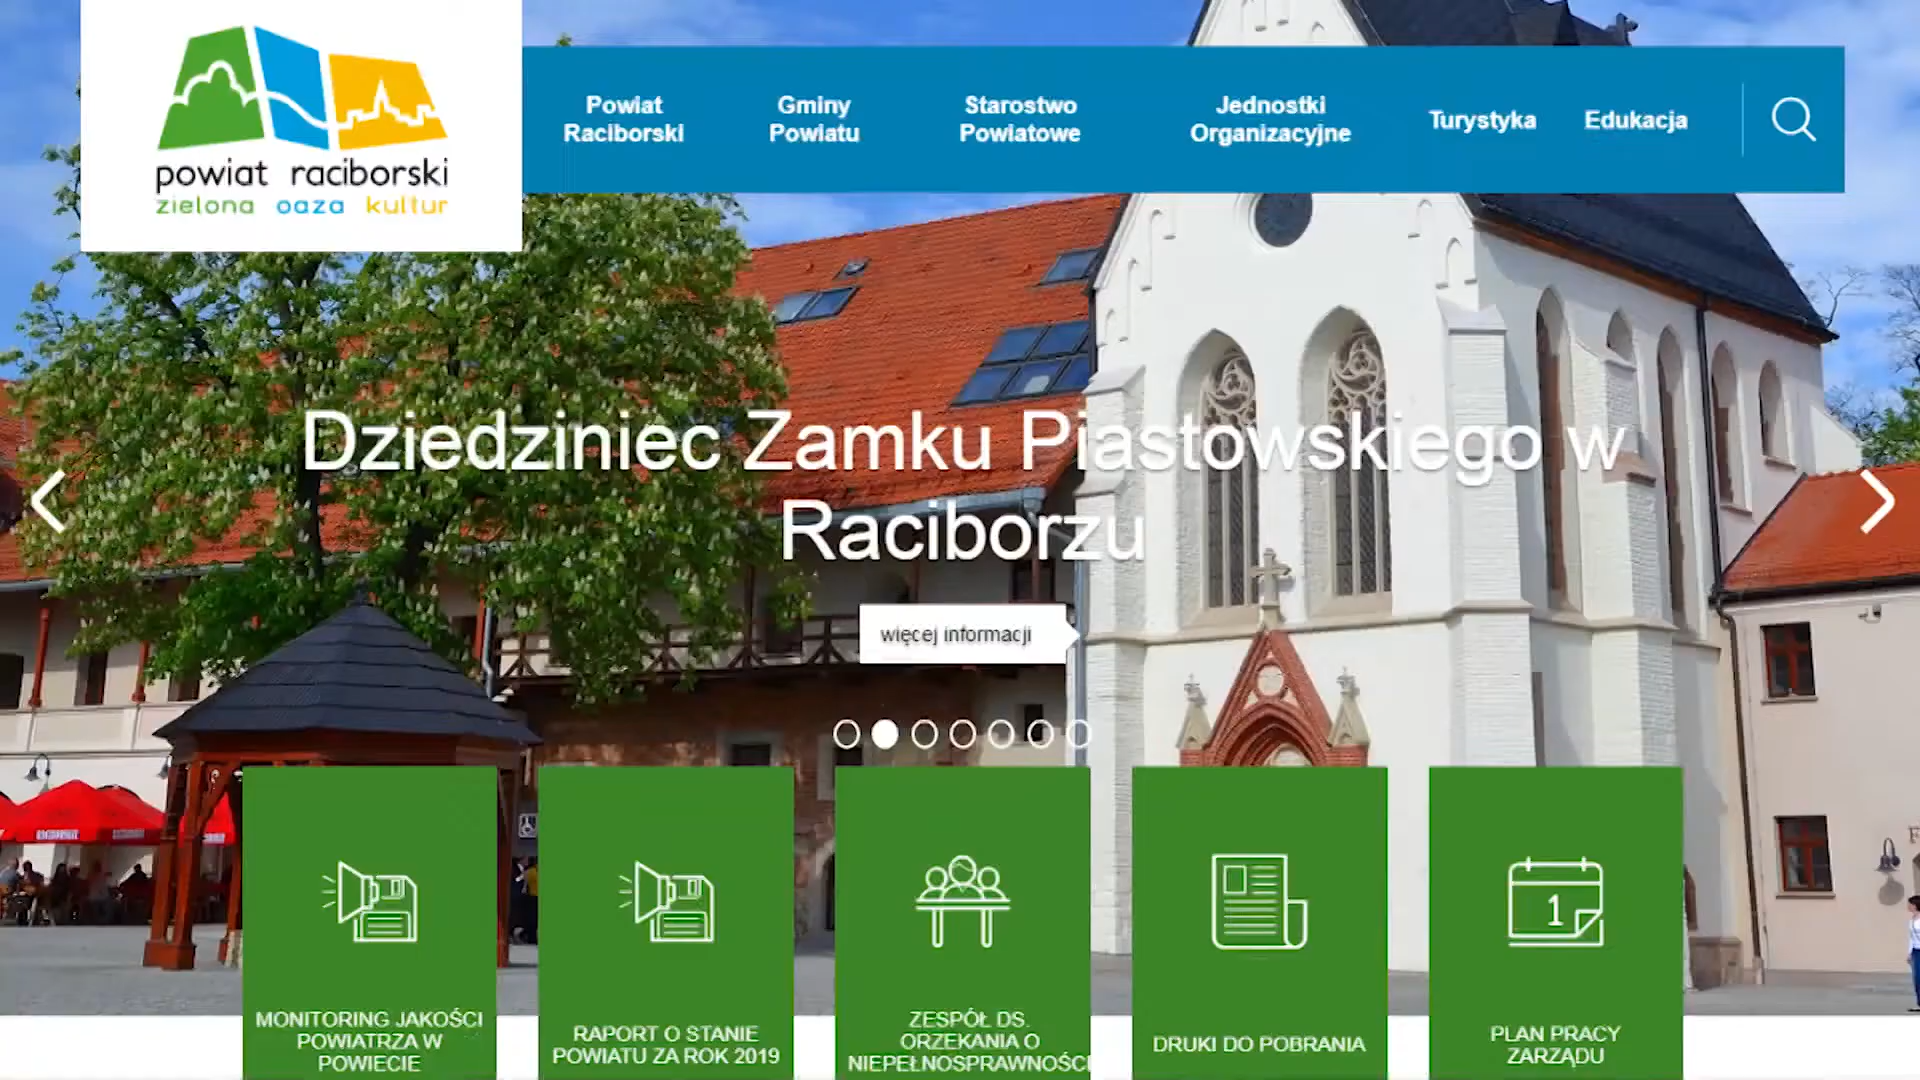 powiat raciborski
zielona oaza kultur
Powiat
Raciborski
Gminy
Powiatu
Starostwo
Powiatowe
Jednostki
Organizacyjne
Turystyka
Edukacja
Dziedziniec Zamku Piastowskiego w
Raciborzu
więcej informacji
MONITORING JAKOŚCI
POWIATRZA W
POWIECIE
RAPORT O STANIE
POWIATU ZA ROK 2019
ZESPÓŁ DS.
ORZEKANIA O
NIEPEŁNOSPRAWNOŚCI
DRUKI DO POBRANIA
1
PLAN PRACY
ZARZĄDU